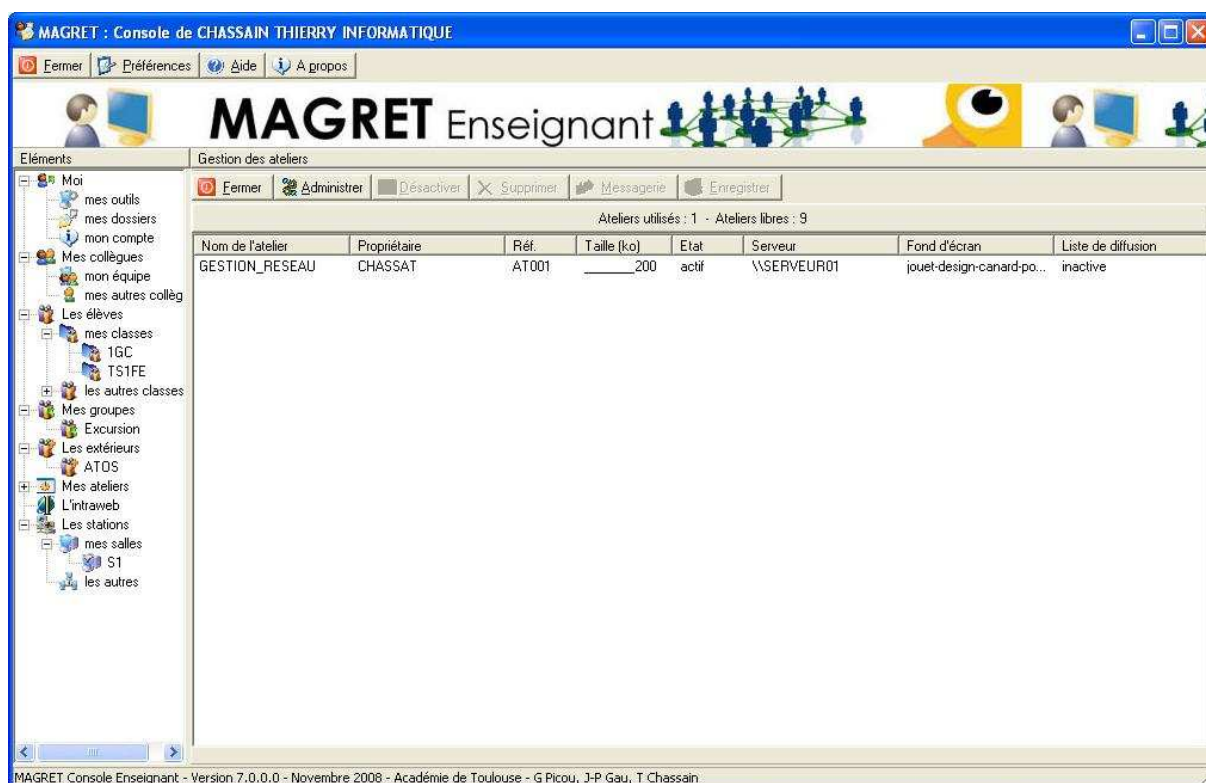 MAGRET : Console de CHASSAIN THIERRY INFORMATIQUE
Fermer Préférences Aide A propos
MAGRET Enseignant
Eléments Gestion des ateliers
Moi
mes outils
mes dossiers
mon compte
Mes collègues
mon équipe
mes autres collèg
Les élèves
mes classes
1GC
TS1FE
les autres classes
Mes groupes
Excursion
Les extérieurs
ATOS
Mes ateliers
L'intraweb
Les stations
mes salles
S1
les autres
Fermer Administrer Désactiver Supprimer Messagerie Enregistrer
Ateliers utilisés : 1 - Ateliers libres : 9
Nom de l'atelier Propriétaire Réf. Taille (ko) Etat Serveur Fond d'écran Liste de diffusion
GESTION_RESEAU CHASSAT AT001 _______200 actif \\SERVEUR01 jouet-design-canard-po... inactive
MAGRET Console Enseignant - Version 7.0.0.0 - Novembre 2008 - Académie de Toulouse - G Picou, J-P Gau, T Chassain